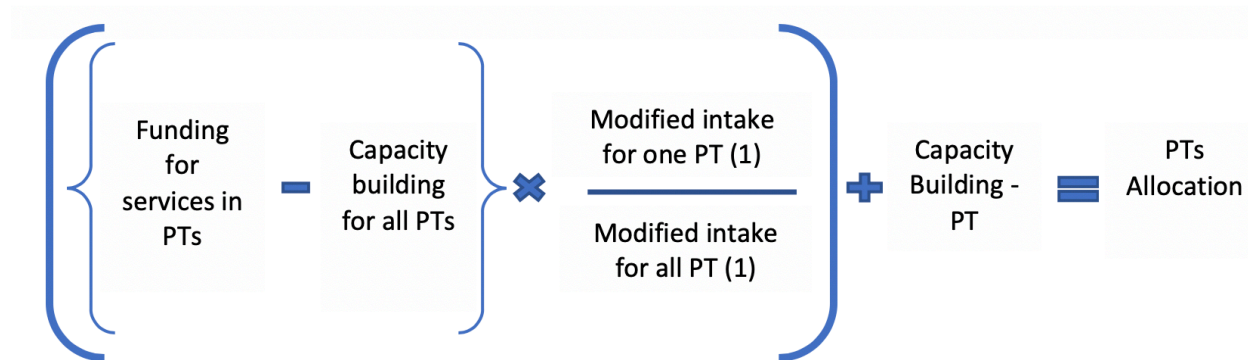 Funding
for
services in
PTs
Capacity
building
for all PTs
Modified intake
for one PT (1)
Modified intake
for all PT (1)
Capacity
Building -
PT
PTs
Allocation